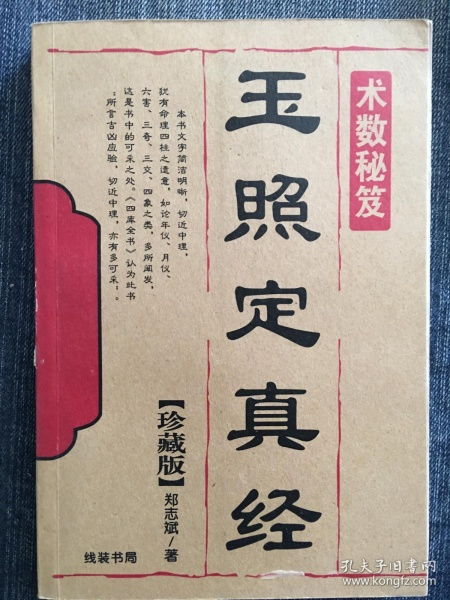 术数秘笈
玉照定真经
本书文字简洁明晰,切近中理,
犹有命理四柱之遗意,如论年仪、月仪、
六害、三奇、三交、四象之类,多所阐发,
这是书中的可采之处。《四库全书》认为此书
“所言吉凶应验,切近中理,亦有多可采”。
【珍藏版】
郑志斌/著
线装书局
孔夫子旧书网
www.kongfz.com